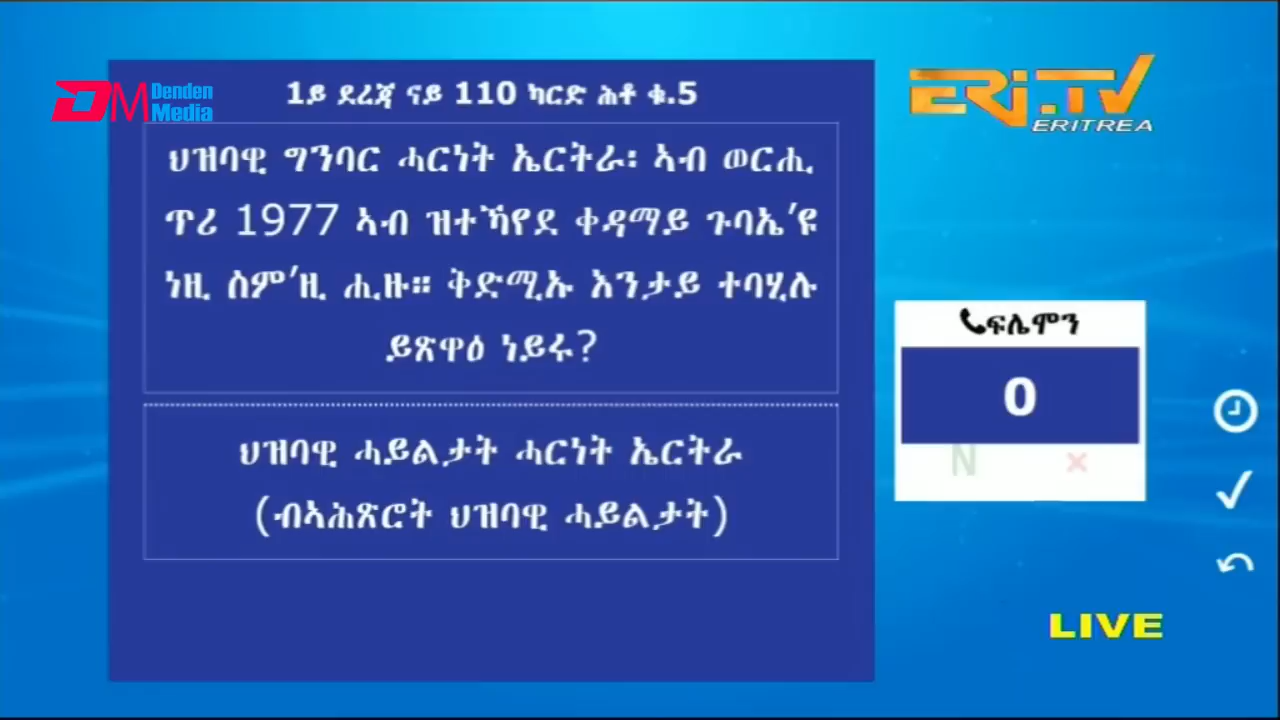 DM Denden Media
ERi.TV
ERITREA
1ይ ደረጃ ናይ 110 ካርድ ሕቶ ቁ.5
ህዝባዊ ግንባር ሓርነት ኤርትራ፡ ኣብ ወርሒ
ጥሪ 1977 ኣብ ዝተኻየደ ቀዳማይ ጉባኤ'ዩ
ነዚ ስም'ዚ ሒዙ። ቅድሚኡ እንታይ ተባሂሉ
ይጽዋዕ ነይሩ?
ህዝባዊ ሓይልታት ሓርነት ኤርትራ
(ብኣሕጽሮት ህዝባዊ ሓይልታት)
ፍሌሞን
0
N ×
LIVE